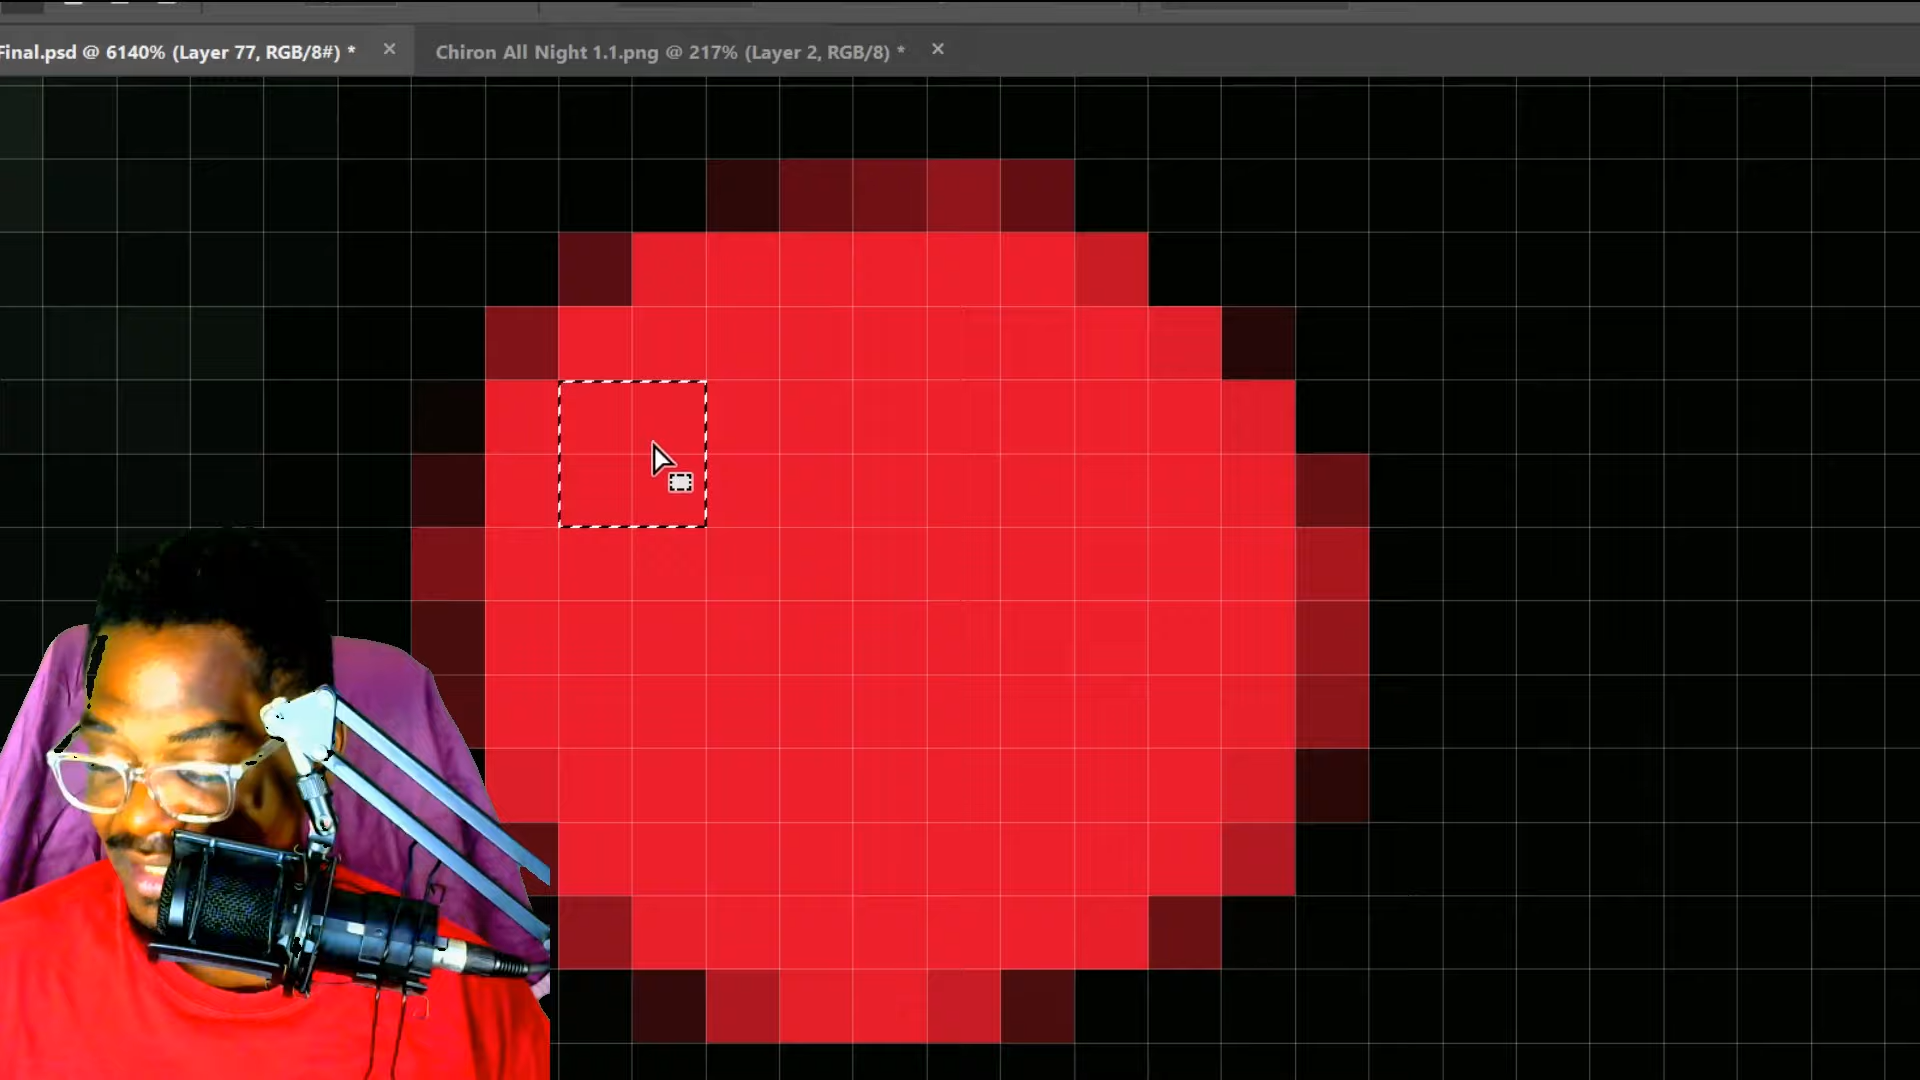 Final.psd @ 6140% (Layer 77, RGB/8#) *
Chiron All Night 1.1.png @ 217% (Layer 2, RGB/8) *